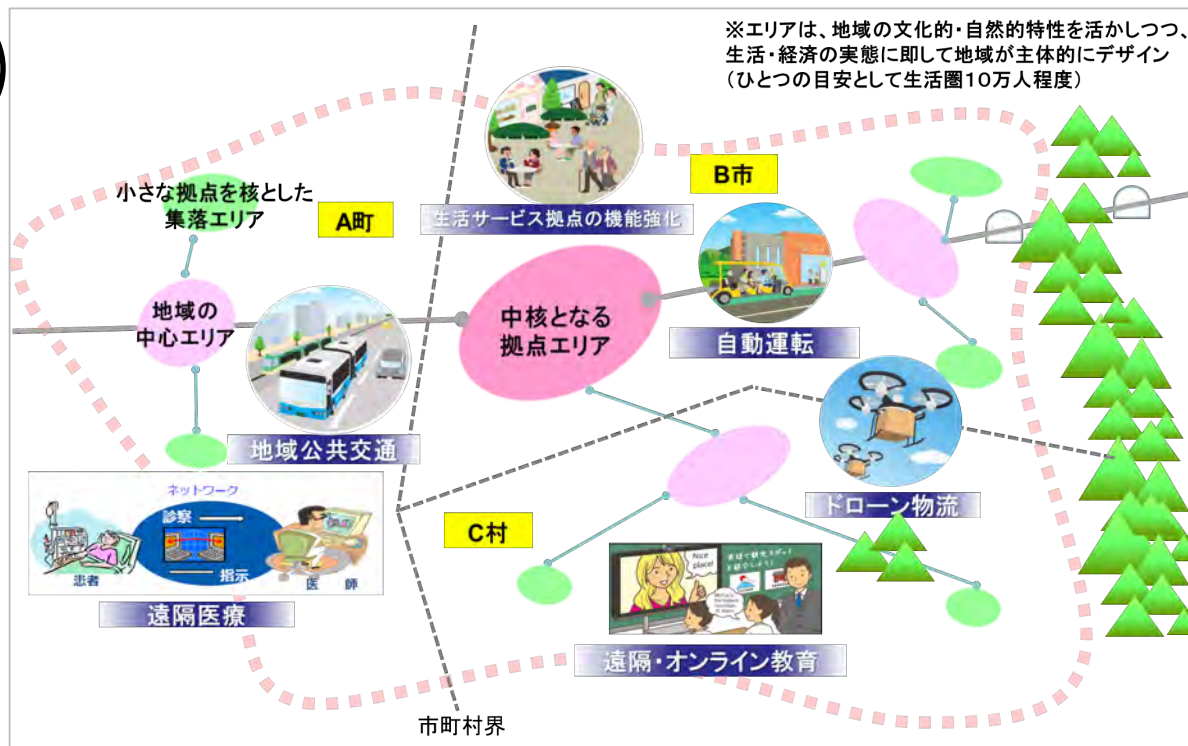 ※エリアは、地域の文化的・自然的特性を活かしつつ、
生活・経済の実態に即して地域が主体的にデザイン
（ひとつの目安として生活圏１０万人程度）
小さな拠点を核とした
集落エリア
A町
B市
生活サービス拠点の機能強化
地域の
中心エリア
中核となる
拠点エリア
自動運転
地域公共交通
ドローン物流
ネットワーク
診察
指示
患者
医 師
遠隔医療
C村
Nice
place!
遠隔・オンライン教育
市町村界